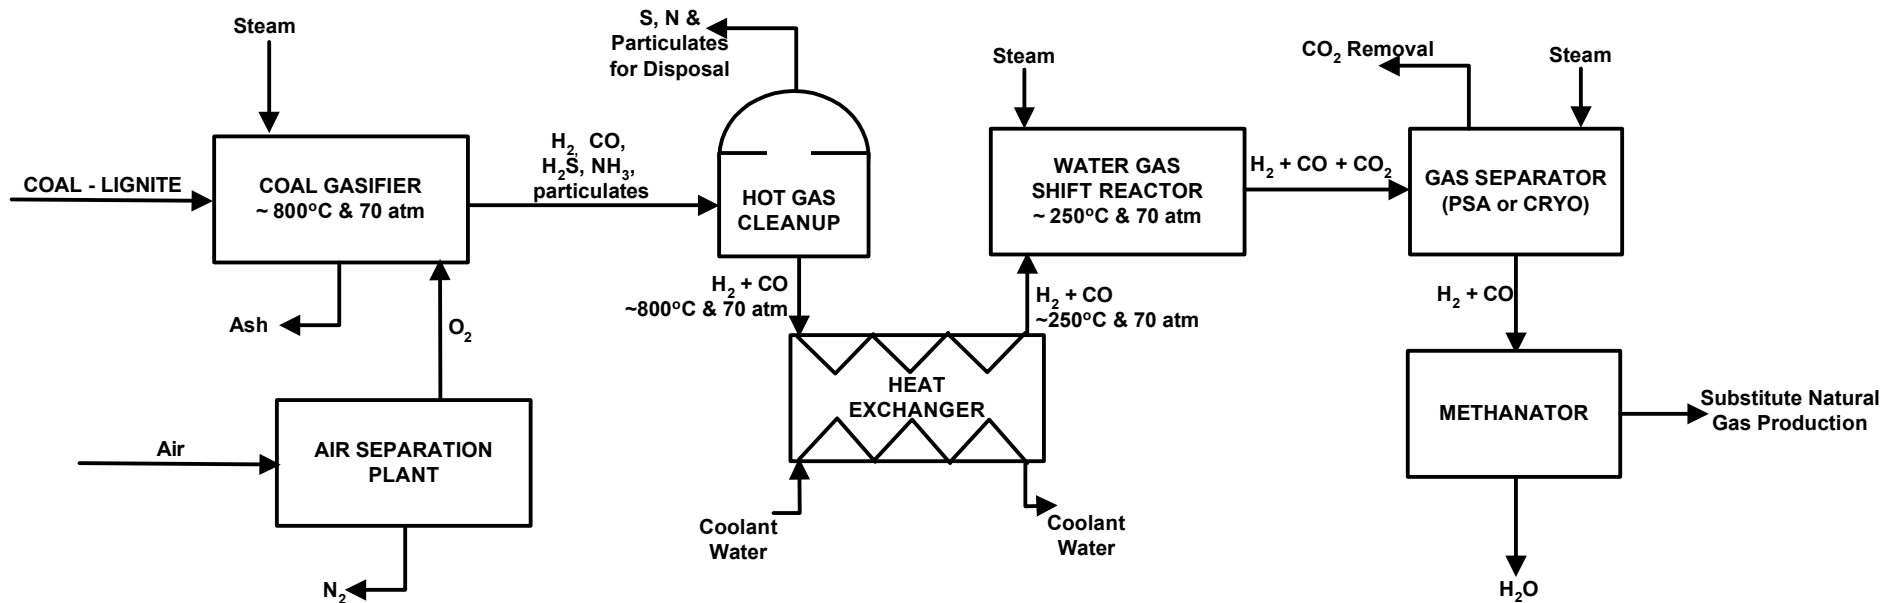 Steam
COAL - LIGNITE
COAL GASIFIER
~ 800°C & 70 atm
Ash
O₂
Air
AIR SEPARATION
PLANT
N₂
H₂, CO,
H₂S, NH₃,
particulates
S, N &
Particulates
for Disposal
HOT GAS
CLEANUP
H₂ + CO
~800°C & 70 atm
HEAT
EXCHANGER
Coolant
Water
Coolant
Water
H₂ + CO
~250°C & 70 atm
Steam
WATER GAS
SHIFT REACTOR
~ 250°C & 70 atm
H₂ + CO + CO₂
CO₂ Removal
Steam
GAS SEPARATOR
(PSA or CRYO)
H₂ + CO
METHANATOR
Substitute Natural
Gas Production
H₂O